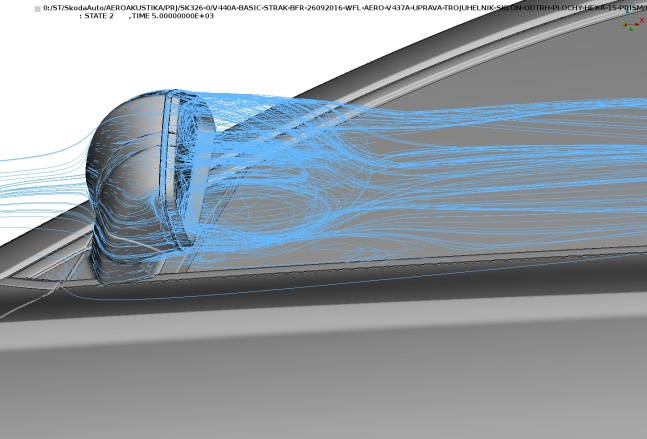 0:/ST/SkodaAuto/AEROAKUSTIKA/PRJ/SK326-0/V440A-BASIC-STRAK-BFR-26092016-WFL-AERO-V437A-UPRAVA-TROJUHELNIK-SKLON-ODTRH-PLOCHY-HEXA-15-PRISM/
: STATE 2 ,TIME 5.00000000E+03